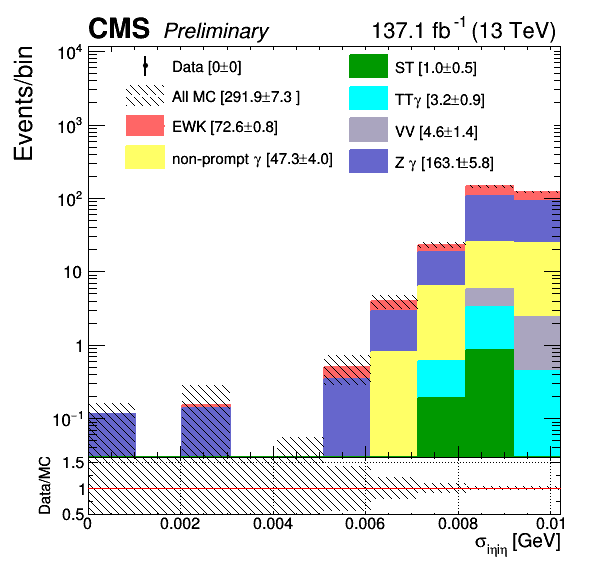 CMS Preliminary 137.1 fb⁻¹ (13 TeV)
Events/bin
10⁴
10³
10²
10
1
10⁻¹
Data [0±0]
All MC [291.9±7.3 ]
EWK [72.6±0.8]
non-prompt γ [47.3±4.0]
ST [1.0±0.5]
TTγ [3.2±0.9]
VV [4.6±1.4]
Z γ [163.1±5.8]
Data/MC
1.5
1
0.5
0 0.002 0.004 0.006 0.008 0.01
σiηiη [GeV]